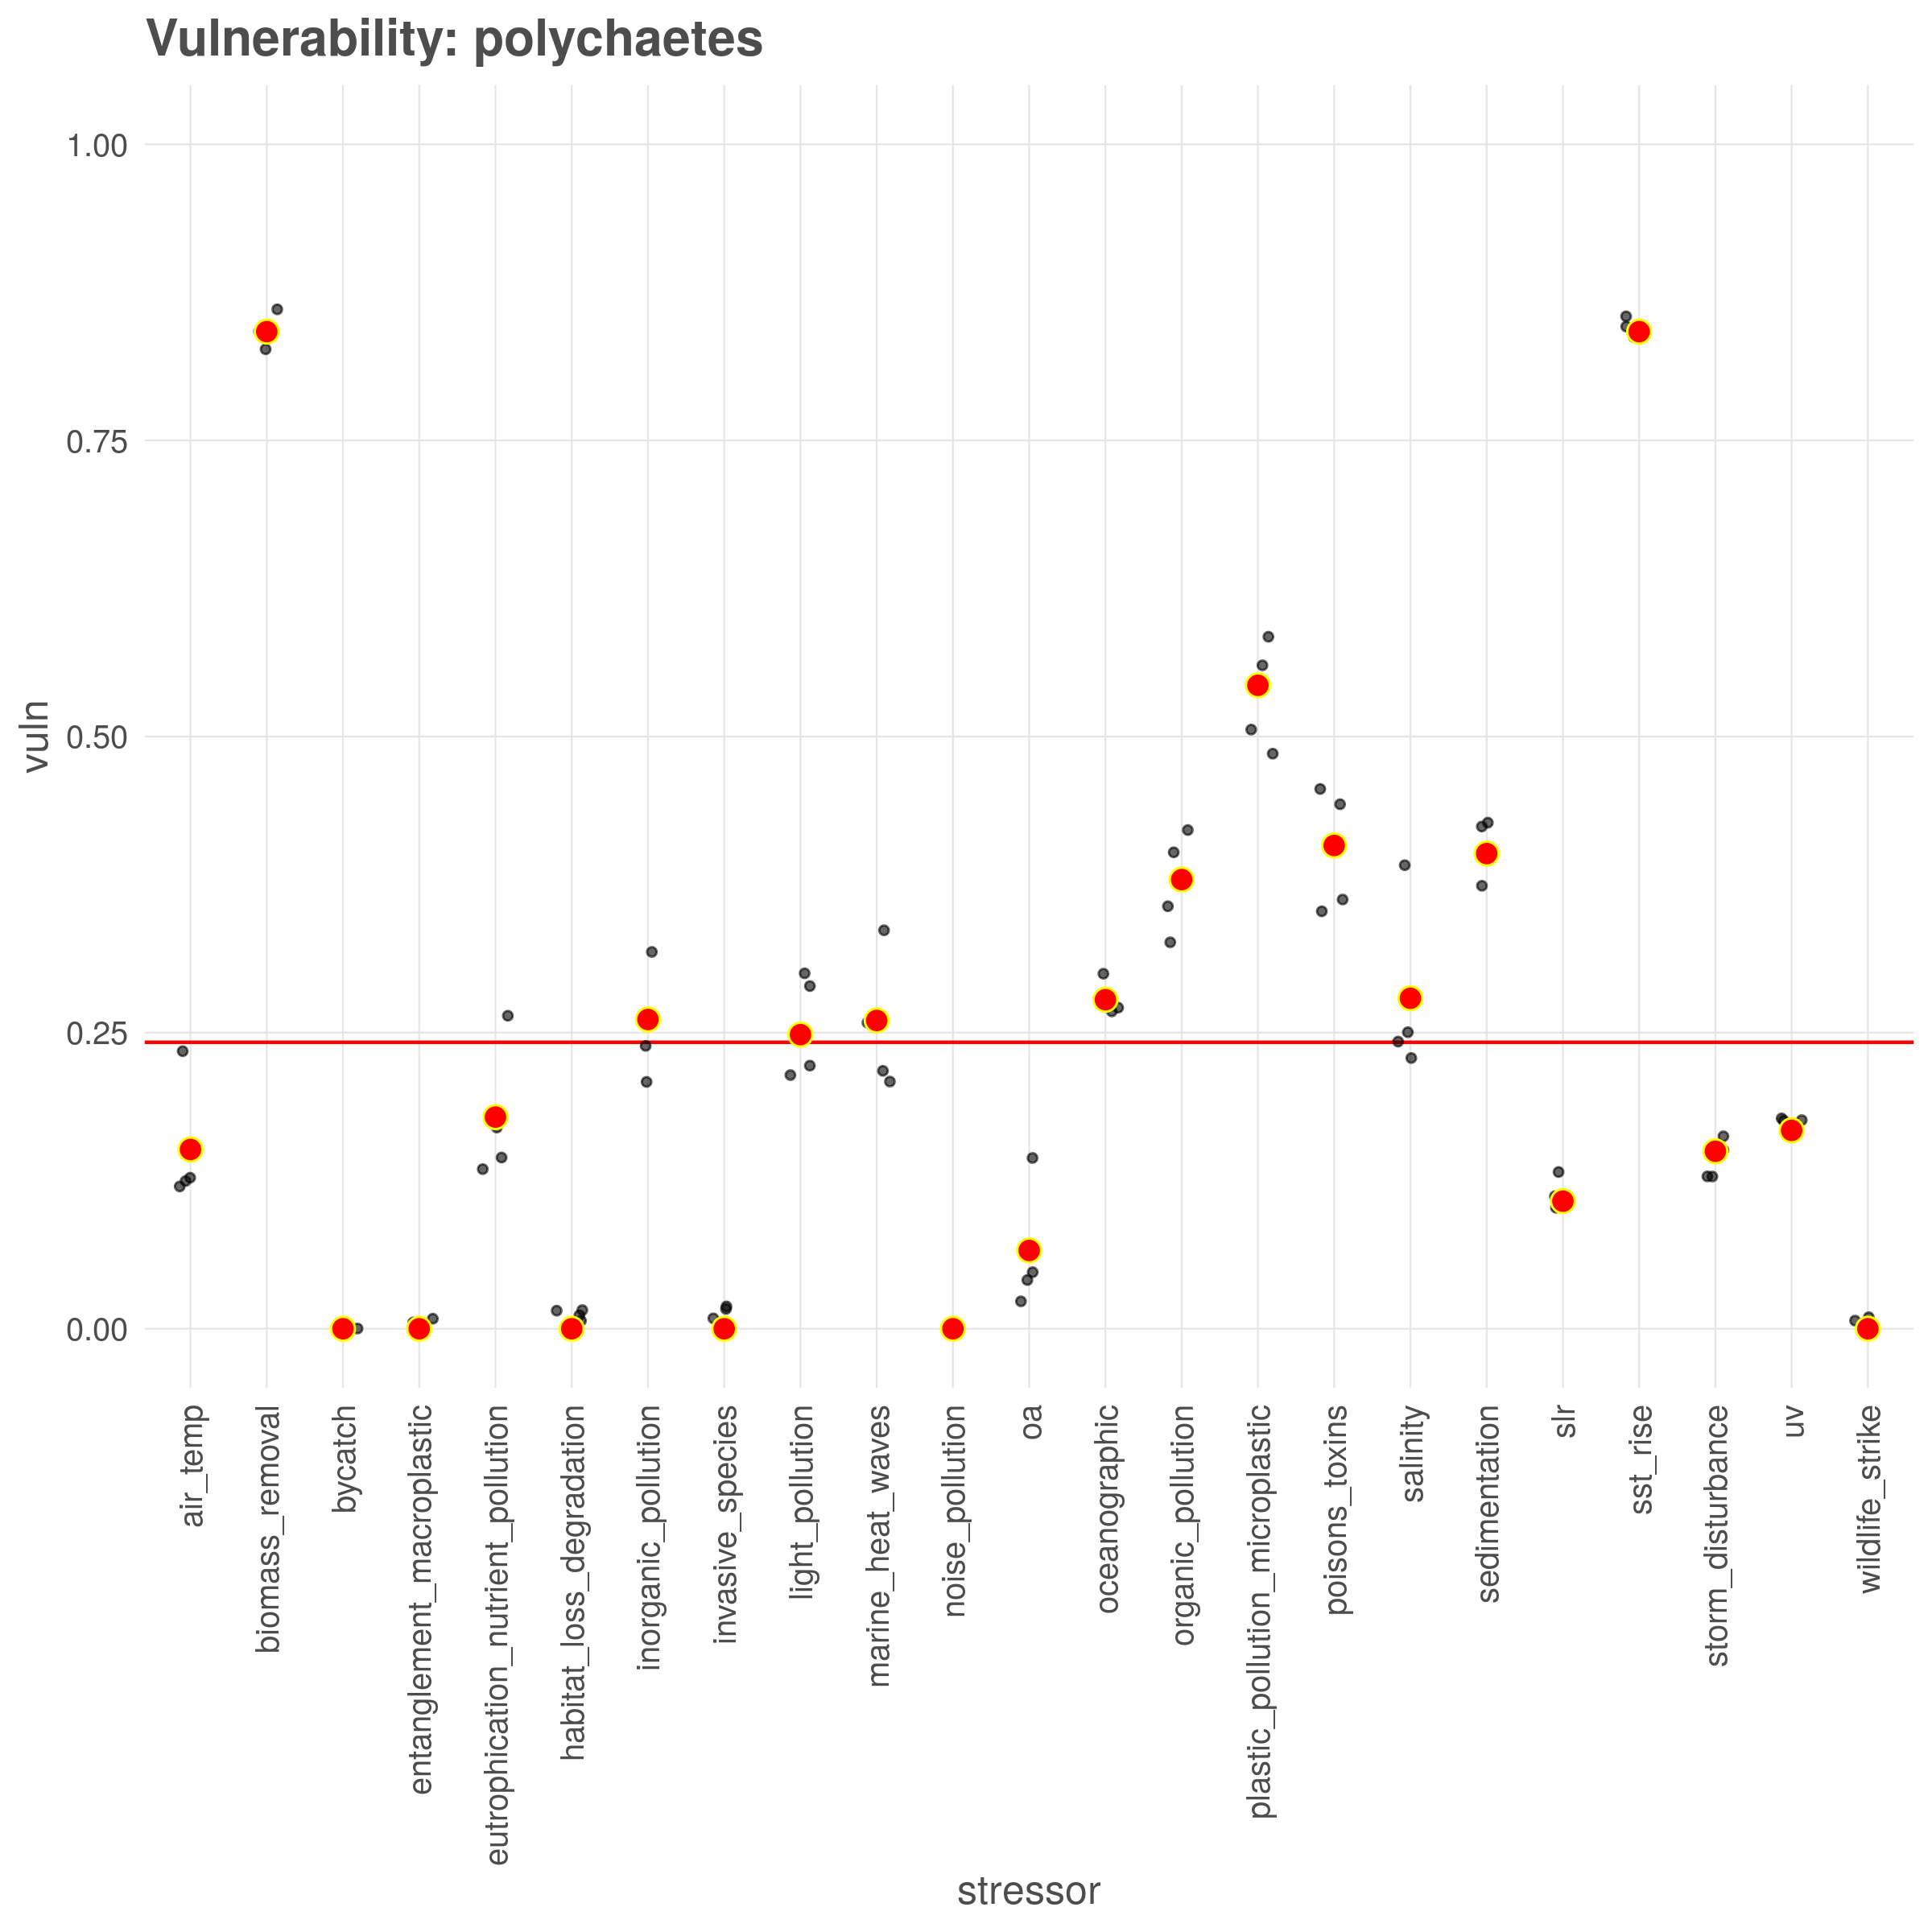 Vulnerability: polychaetes
vuln
1.00
0.75
0.50
0.25
0.00
air_temp
biomass_removal
bycatch
entanglement_macroplastic
eutrophication_nutrient_pollution
habitat_loss_degradation
inorganic_pollution
invasive_species
light_pollution
marine_heat_waves
noise_pollution
oa
oceanographic
organic_pollution
plastic_pollution_microplastic
poisons_toxins
salinity
sedimentation
slr
sst_rise
storm_disturbance
uv
wildlife_strike
stressor